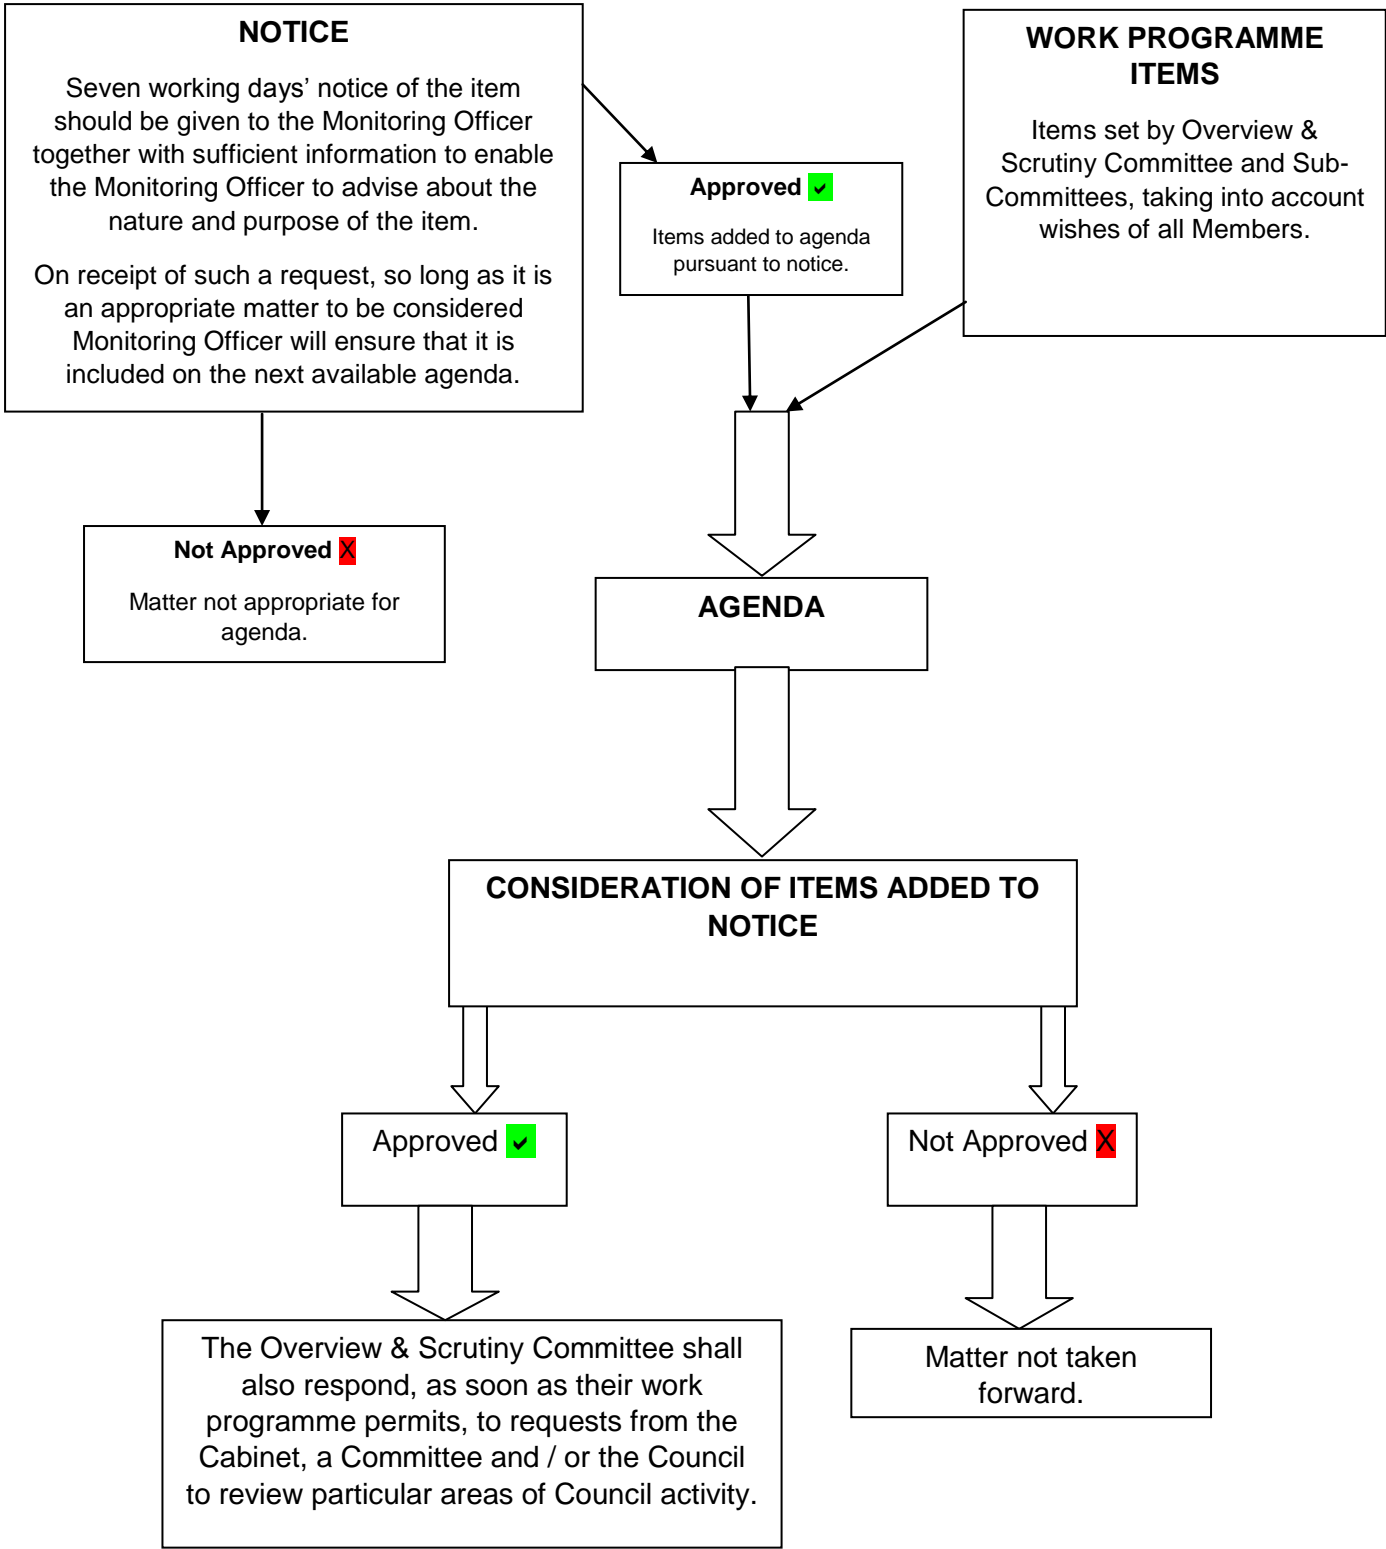 NOTICE
Seven working days’ notice of the item
should be given to the Monitoring Officer
together with sufficient information to enable
the Monitoring Officer to advise about the
nature and purpose of the item.
On receipt of such a request, so long as it is
an appropriate matter to be considered
Monitoring Officer will ensure that it is
included on the next available agenda.
Approved ✓
Items added to agenda
pursuant to notice.
WORK PROGRAMME
ITEMS
Items set by Overview &
Scrutiny Committee and Sub-
Committees, taking into account
wishes of all Members.
Not Approved X
Matter not appropriate for
agenda.
AGENDA
CONSIDERATION OF ITEMS ADDED TO
NOTICE
Approved ✓
Not Approved X
The Overview & Scrutiny Committee shall
also respond, as soon as their work
programme permits, to requests from the
Cabinet, a Committee and / or the Council
to review particular areas of Council activity.
Matter not taken
forward.